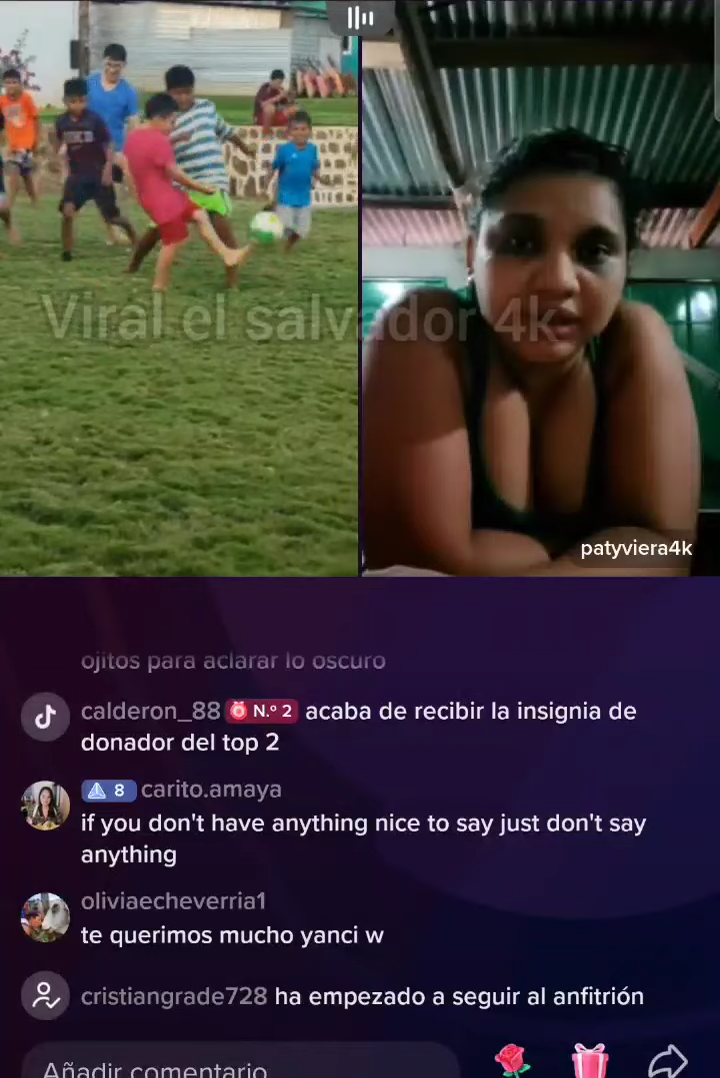 Viral el salvador 4k
patyviera4k
ojitos para aclarar lo oscuro
calderon_88 N.º 2 acaba de recibir la insignia de
donador del top 2
8 carito.amaya
if you don't have anything nice to say just don't say
anything
oliviaecheverria1
te querimos mucho yanci w
cristiangrade728 ha empezado a seguir al anfitrión
Añadir comentario